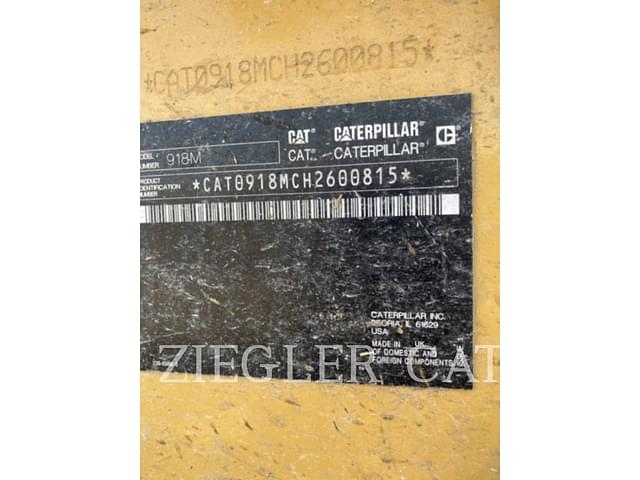 *CAT0918MCH2600815*
CAT® CATERPILLAR® C
MODEL NUMBER 918M CAT. CATERPILLAR
PRODUCT IDENTIFICATION NUMBER *CAT0918MCH2600815*
CATERPILLAR INC.
PEORIA, IL 61629
USA
MADE IN UK
OF DOMESTIC AND
FOREIGN COMPONENTS
ZIEGLER CAT